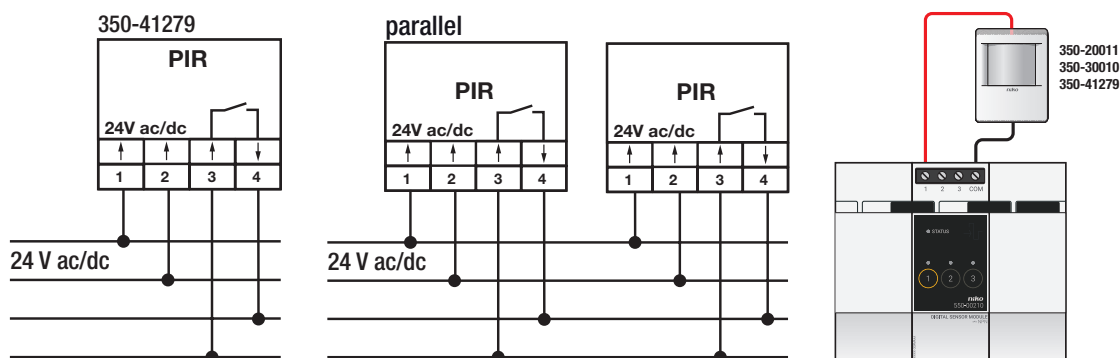 350-41279
PIR
24V ac/dc
1 2 3 4
24 V ac/dc
parallel
PIR
24V ac/dc
1 2 3 4
PIR
24V ac/dc
1 2 3 4
24 V ac/dc
350-20011
350-30010
350-41279
niko
1 2 3 COM
STATUS
1 2 3
niko
550-00210
DIGITAL SENSOR MODULE